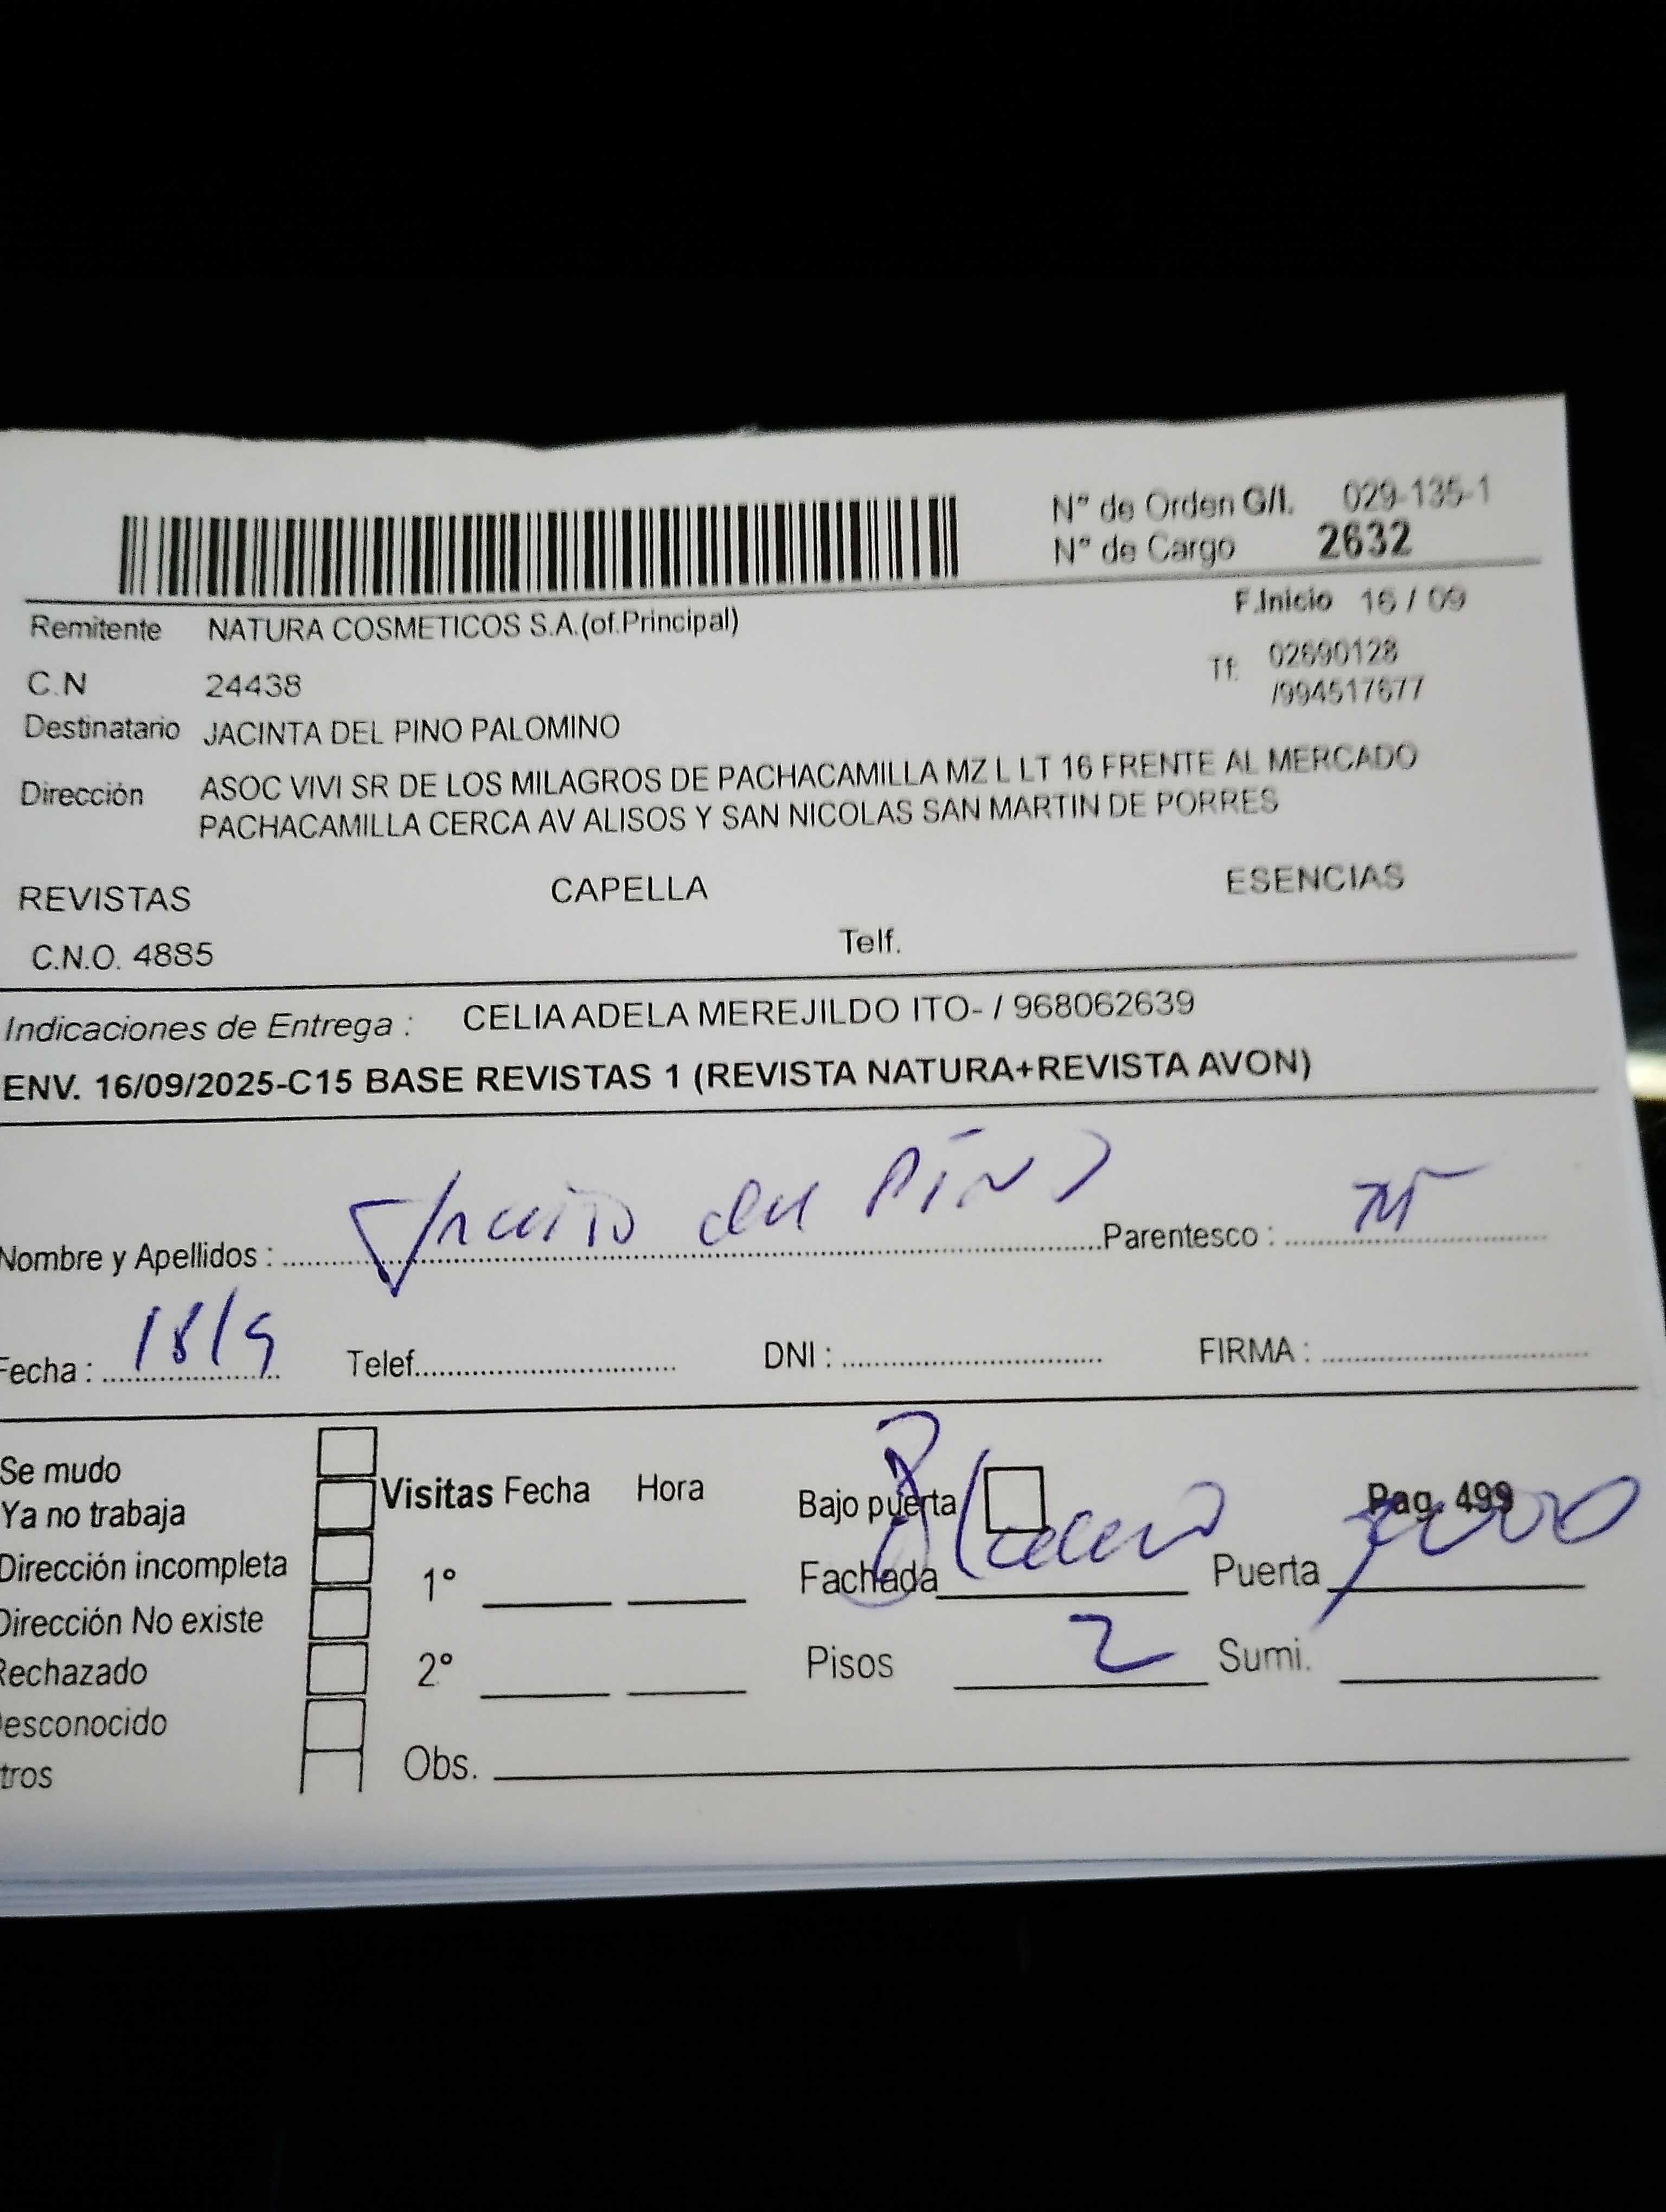 N° de Orden G/I. 029-135-1
N° de Cargo 2632
F.Inicio 16 / 09
Remitente NATURA COSMETICOS S.A.(of.Principal)
Tf: 02690128
/994517677
C.N 24438
Destinatario JACINTA DEL PINO PALOMINO
Dirección ASOC VIVI SR DE LOS MILAGROS DE PACHACAMILLA MZ L LT 16 FRENTE AL MERCADO
PACHACAMILLA CERCA AV ALISOS Y SAN NICOLAS SAN MARTIN DE PORRES
REVISTAS CAPELLA ESENCIAS
C.N.O. 4885 Telf.
Indicaciones de Entrega : CELIA ADELA MEREJILDO ITO- / 968062639
ENV. 16/09/2025-C15 BASE REVISTAS 1 (REVISTA NATURA+REVISTA AVON)
Nombre y Apellidos : del PINO Parentesco :
Fecha : 18/9 Telef. DNI : FIRMA :
Se mudo
Ya no trabaja
Dirección incompleta
Dirección No existe
Rechazado
esconocido
tros
Visitas Fecha Hora
1°
2°
Obs.
Bajo puerta Pag. 499
Fachada Puerta
Pisos 2 Sumi.